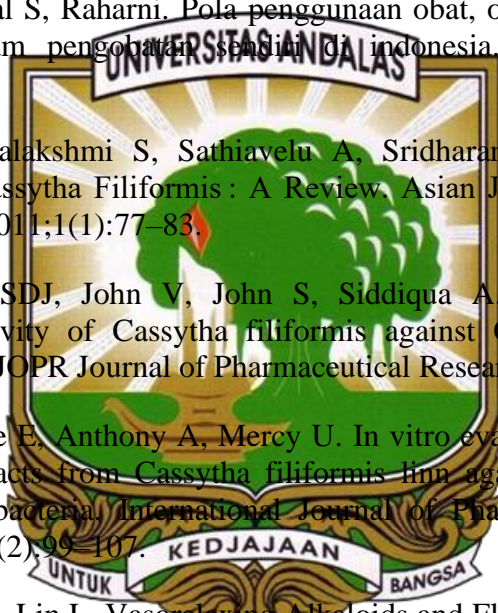 al S, Raharni. Pola penggunaan obat, o
UNIVERSITAS ANDALAS
am pengobatan sendiri di indonesia.
alakshmi S, Sathiavelu A, Sridharan
assytha Filiformis : A Review. Asian J
011;1(1):77–83.
SDJ, John V, John S, Siddiqua A
vity of Cassytha filiformis against
JOPR Journal of Pharmaceutical Resear
e E, Anthony A, Mercy U. In vitro eva
acts from Cassytha filiformis linn aga
bacteria. International Journal of Pha
(2):99–107.
KEDJAJAAN
UNTUK BANGSA
Lin L. Vasorelaxing Alkaloids and Fl